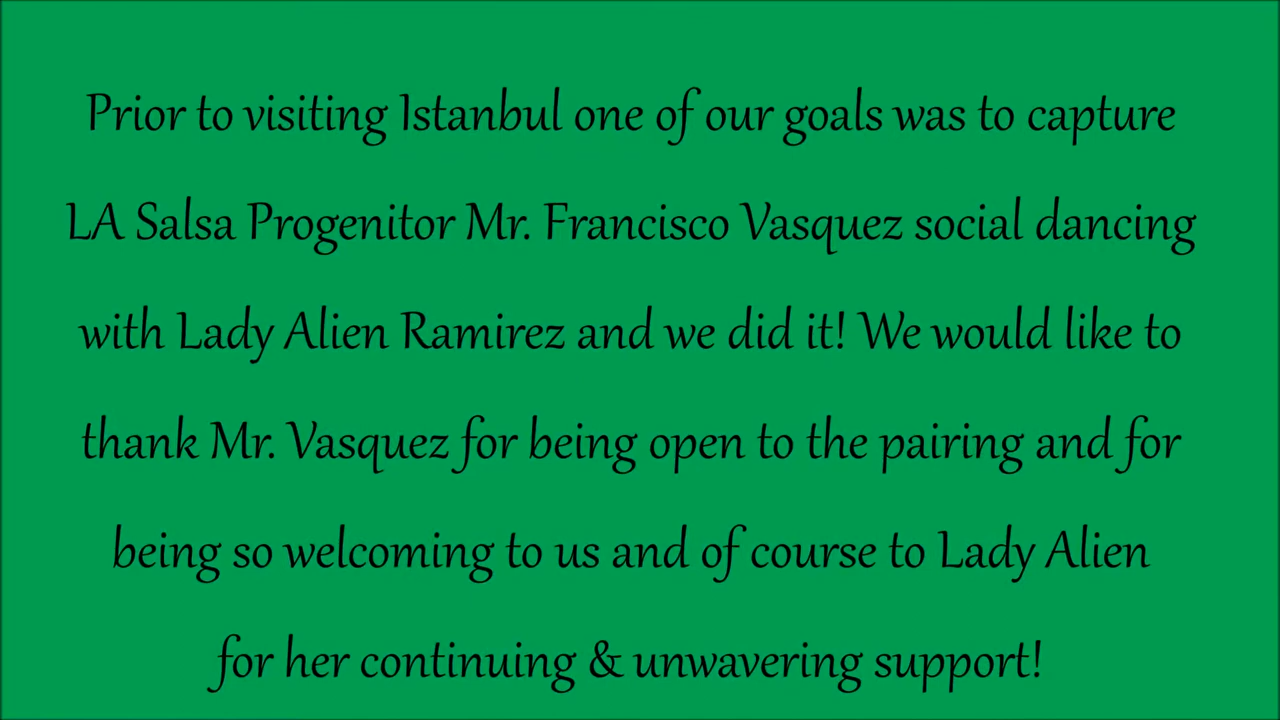 Prior to visiting Istanbul one of our goals was to capture
LA Salsa Progenitor Mr. Francisco Vasquez social dancing
with Lady Alien Ramirez and we did it! We would like to
thank Mr. Vasquez for being open to the pairing and for
being so welcoming to us and of course to Lady Alien
for her continuing & unwavering support!